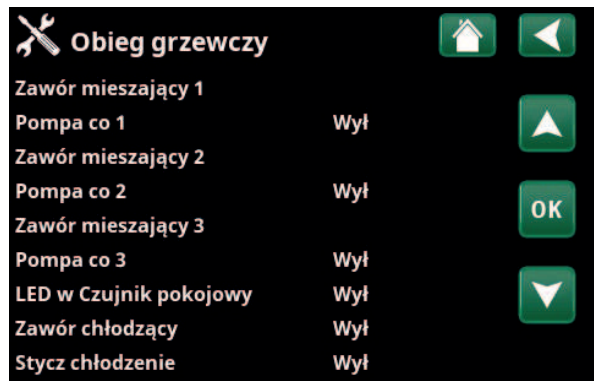 Obieg grzewczy
Zawór mieszający 1
Pompa co 1 Wył
Zawór mieszający 2
Pompa co 2 Wył
OK
Zawór mieszający 3
Pompa co 3 Wył
LED w Czujnik pokojowy Wył
Zawór chłodzący Wył
Stycz chłodzenie Wył